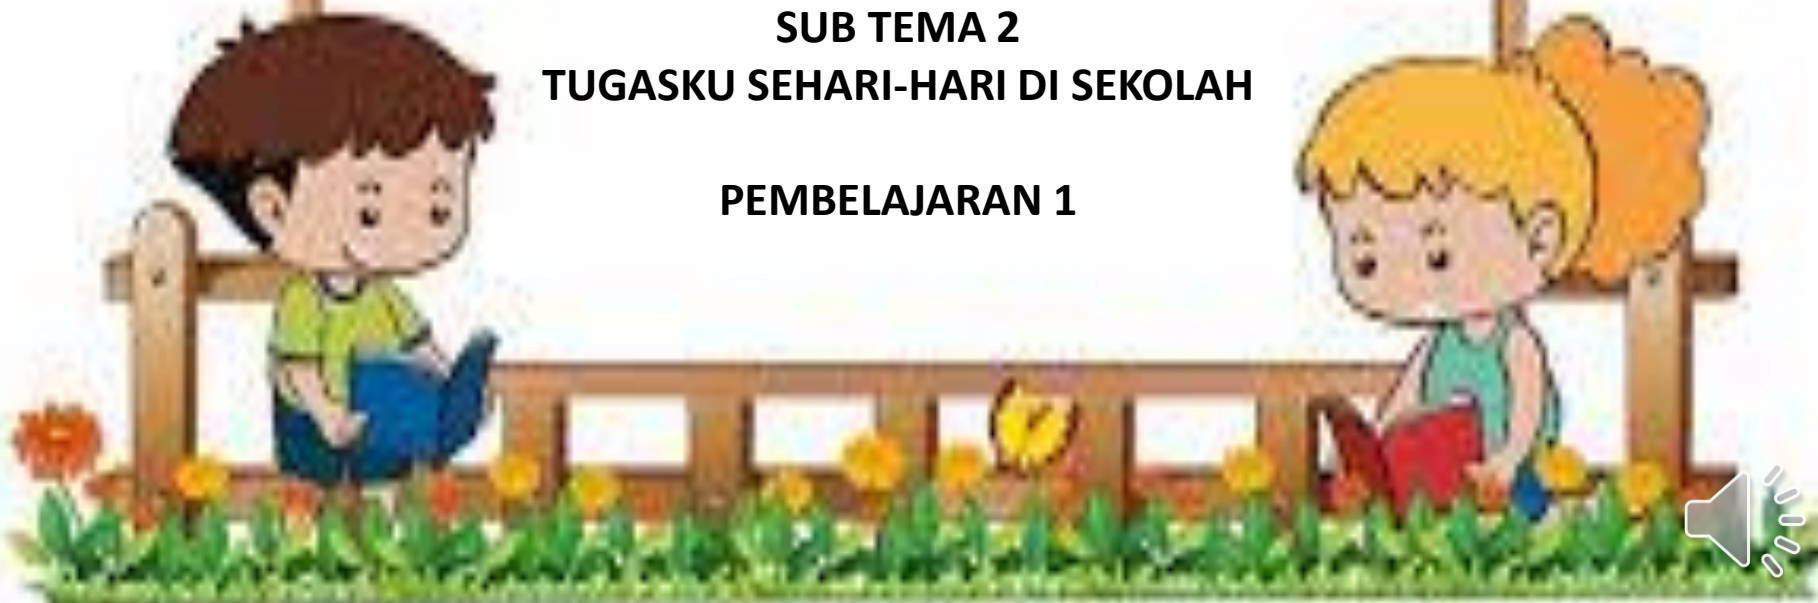 SUB TEMA 2
TUGASKU SEHARI-HARI DI SEKOLAH
PEMBELAJARAN 1